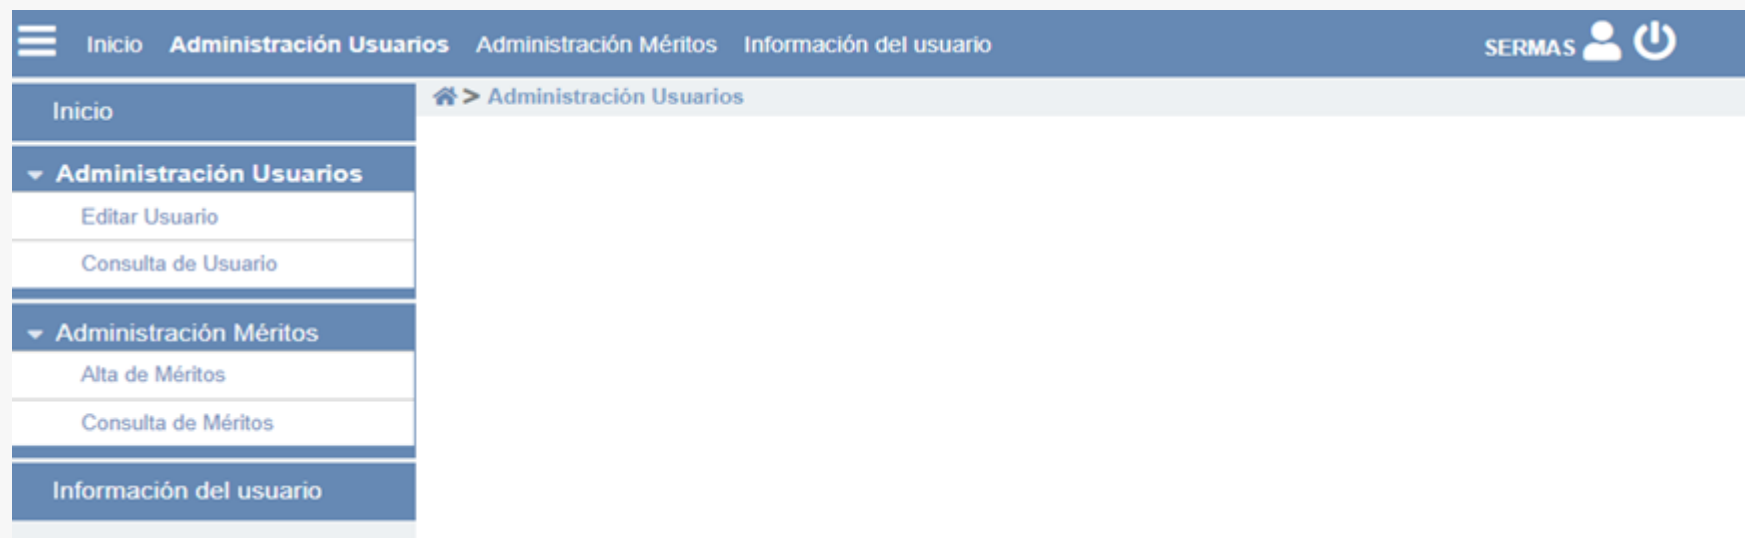 Inicio Administración Usuarios Administración Méritos Información del usuario SERMAS
> Administración Usuarios
Inicio
Administración Usuarios
Editar Usuario
Consulta de Usuario
Administración Méritos
Alta de Méritos
Consulta de Méritos
Información del usuario